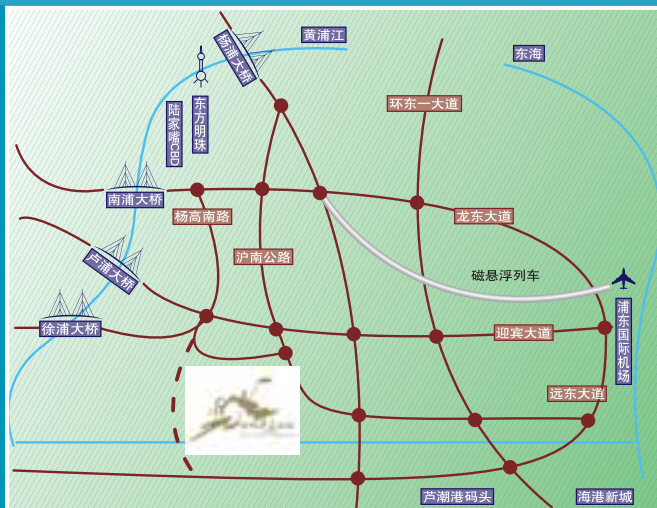 黄浦江
杨浦大桥
东海
陆家嘴CBD
东方明珠
环东一大道
南浦大桥
杨高南路
龙东大道
沪南公路
卢浦大桥
磁悬浮列车
浦东国际机场
徐浦大桥
迎宾大道
远东大道
芦潮港码头
海港新城